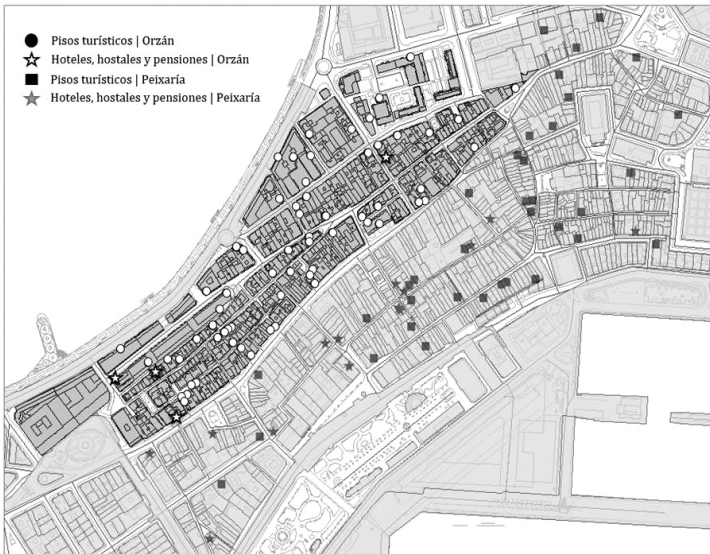 Pisos turísticos | Orzán
Hoteles, hostales y pensiones | Orzán
Pisos turísticos | Peixaría
Hoteles, hostales y pensiones | Peixaría